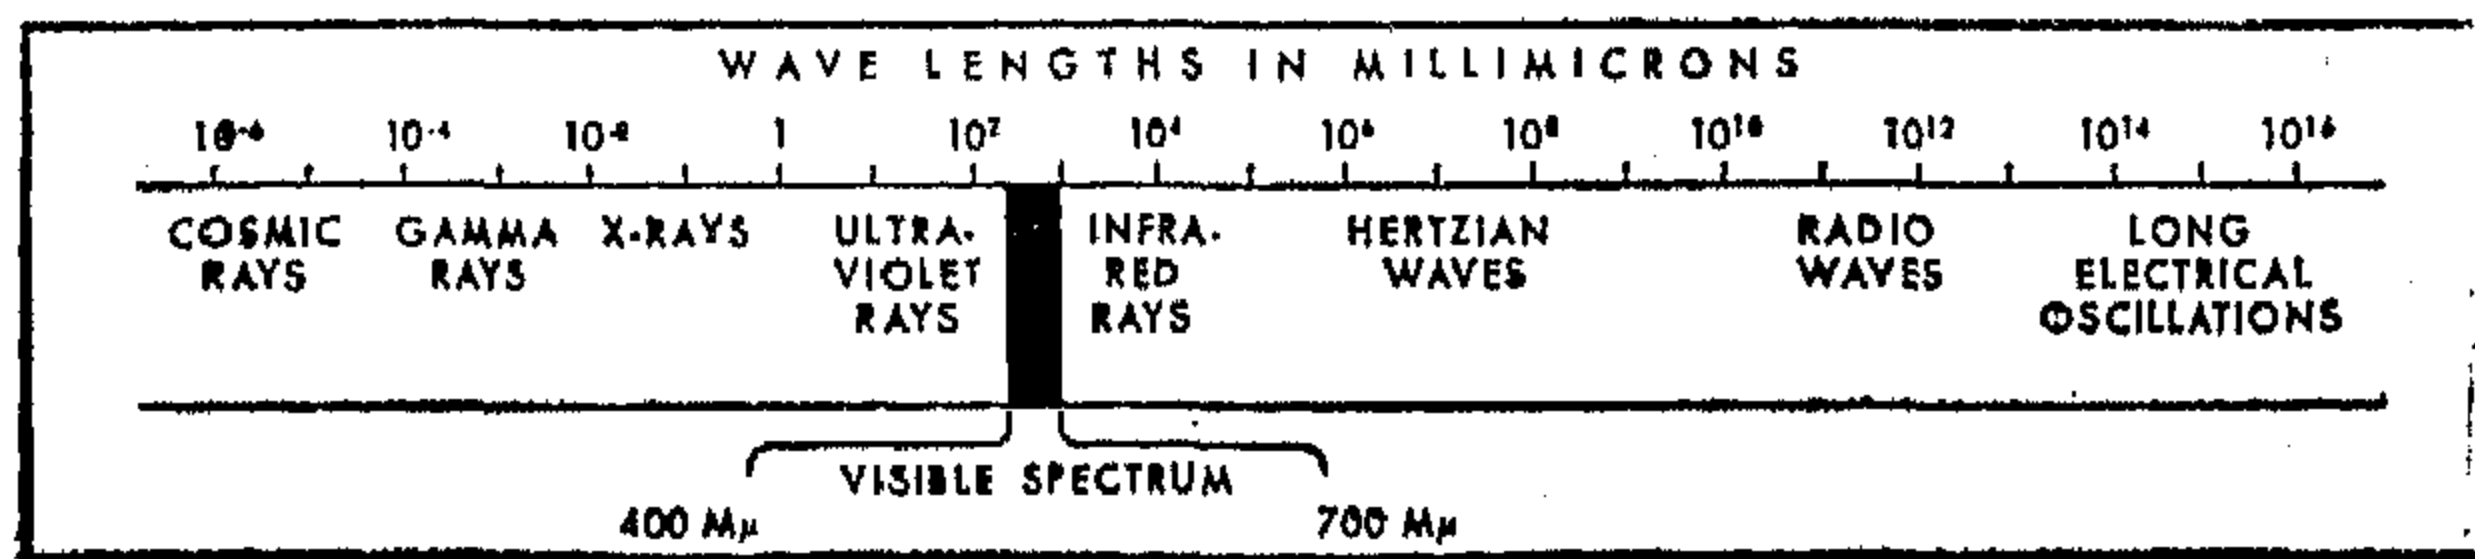 WAVE LENGTHS IN MILLIMICRONS
10⁻⁶ 10⁻⁴ 10⁻² 1 10² 10⁴ 10⁶ 10⁸ 10¹⁰ 10¹² 10¹⁴ 10¹⁶
COSMIC RAYS
GAMMA RAYS
X-RAYS
ULTRA-
VIOLET
RAYS
INFRA-
RED
RAYS
HERTZIAN
WAVES
RADIO
WAVES
LONG
ELECTRICAL
OSCILLATIONS
VISIBLE SPECTRUM
400 Mμ 700 Mμ